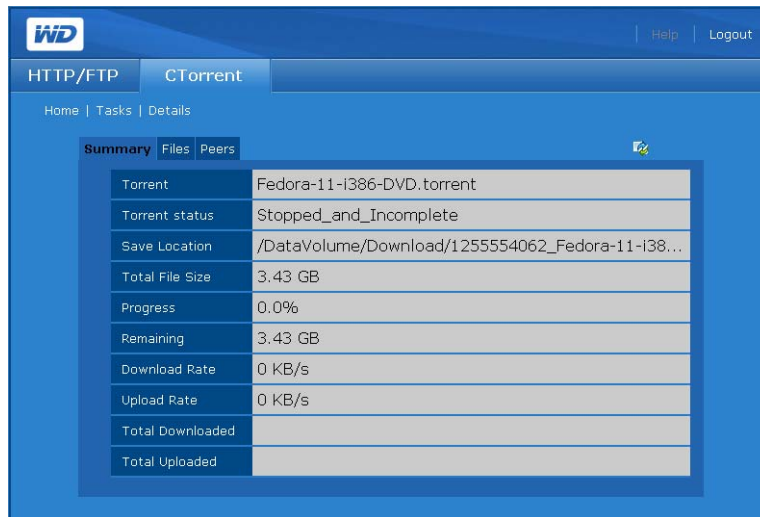 WD
Help | Logout
HTTP/FTP CTorrent
Home | Tasks | Details
Summary Files Peers
Torrent Fedora-11-i386-DVD.torrent
Torrent status Stopped_and_Incomplete
Save Location /DataVolume/Download/1255554062_Fedora-11-i38...
Total File Size 3.43 GB
Progress 0.0%
Remaining 3.43 GB
Download Rate 0 KB/s
Upload Rate 0 KB/s
Total Downloaded
Total Uploaded